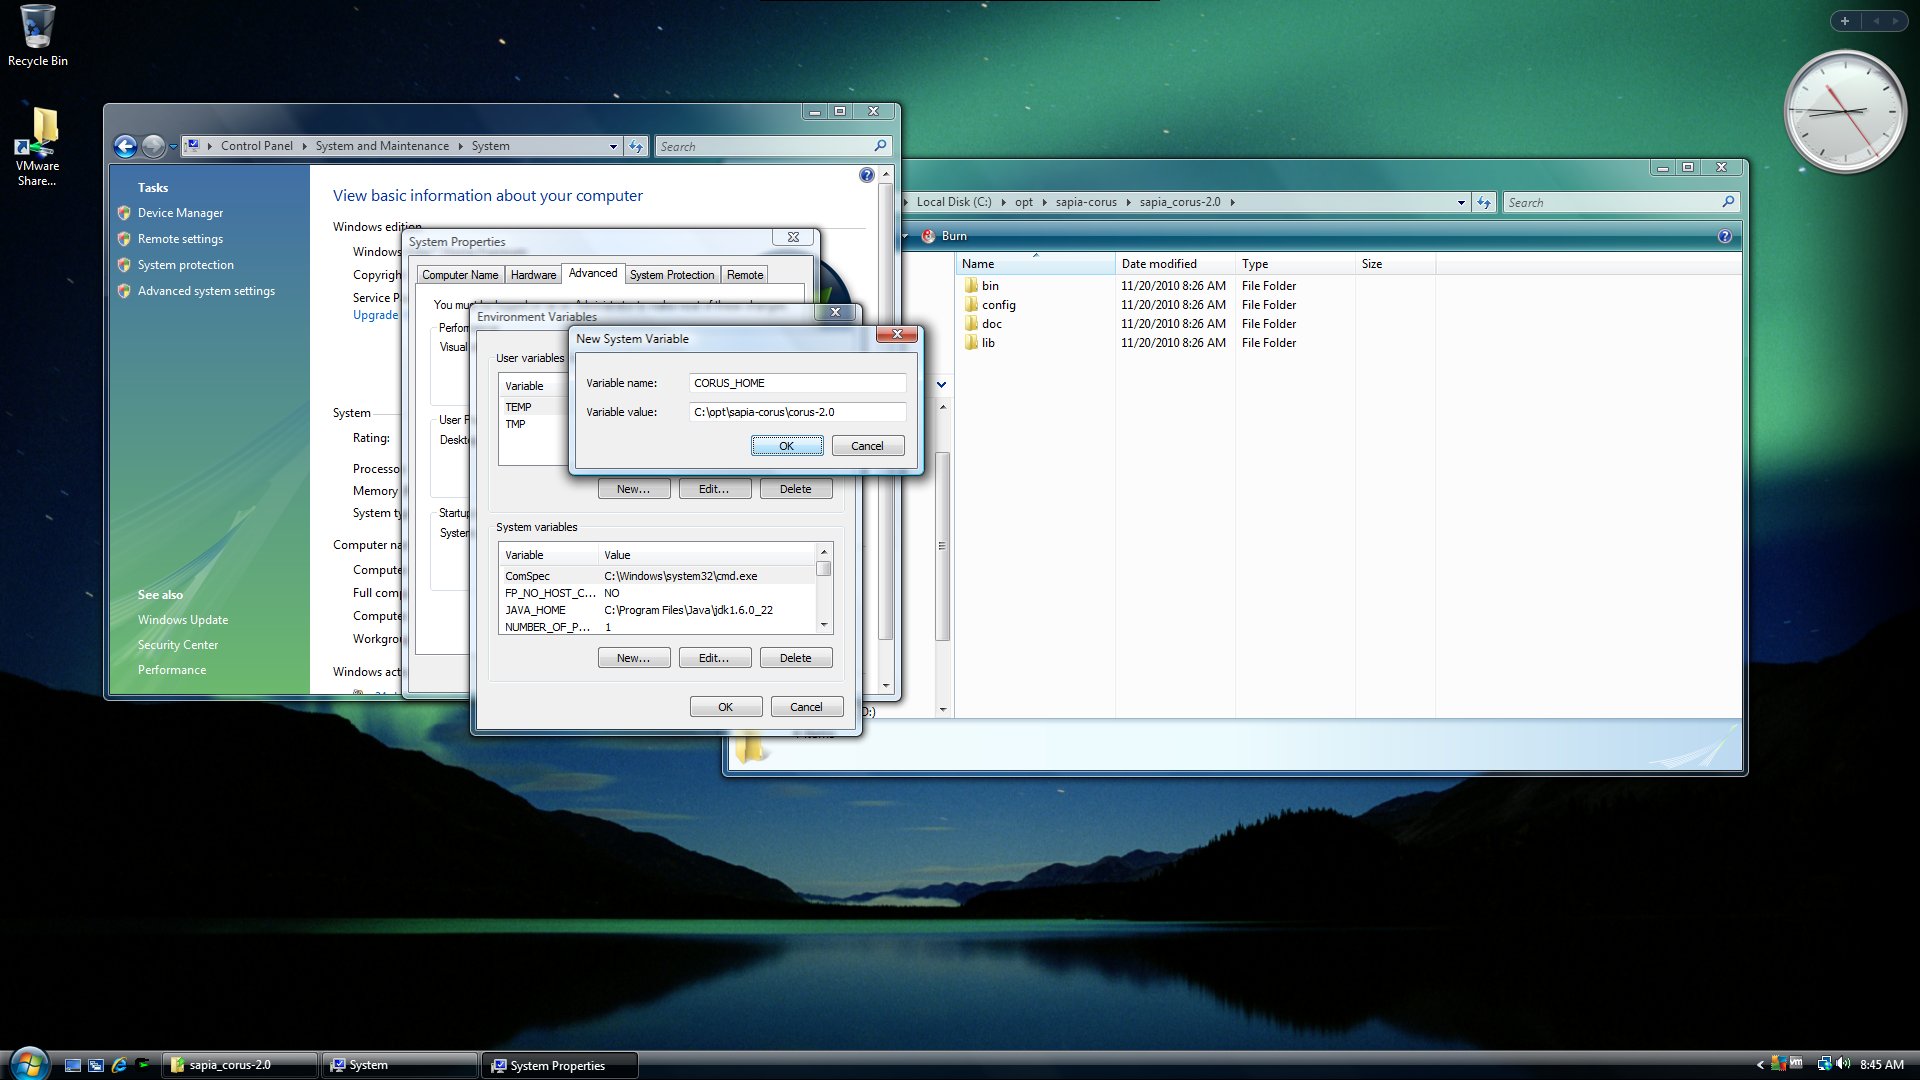 Recycle Bin
VMware
Share...
Control Panel
System and Maintenance
System
Search
Tasks
Device Manager
Remote settings
System protection
Advanced system settings
See also
Windows Update
Security Center
Performance
View basic information about your computer
Windows edition
Windows
Copyrigh
Service P
Upgrade
System
Rating:
Processo
Memory
System ty
Computer na
Compute
Full comp
Compute
Workgro
Windows act
System Properties
Computer Name
Hardware
Advanced
System Protection
Remote
You must
Perforr
Visual
User P
Deskto
Startup
System
Environment Variables
User variables
Variable
TEMP
TMP
New...
Edit...
Delete
System variables
Variable Value
ComSpec C:\Windows\system32\cmd.exe
FP_NO_HOST_C... NO
JAVA_HOME C:\Program Files\Java\jdk1.6.0_22
NUMBER_OF_P... 1
New...
Edit...
Delete
OK
Cancel
New System Variable
Variable name: CORUS_HOME
Variable value: C:\opt\sapia-corus\corus-2.0
OK
Cancel
Local Disk (C:)
opt
sapia-corus
sapia_corus-2.0
Search
Burn
Name Date modified Type Size
bin 11/20/2010 8:26 AM File Folder
config 11/20/2010 8:26 AM File Folder
doc 11/20/2010 8:26 AM File Folder
lib 11/20/2010 8:26 AM File Folder
D:)
sapia_corus-2.0
System
System Properties
8:45 AM